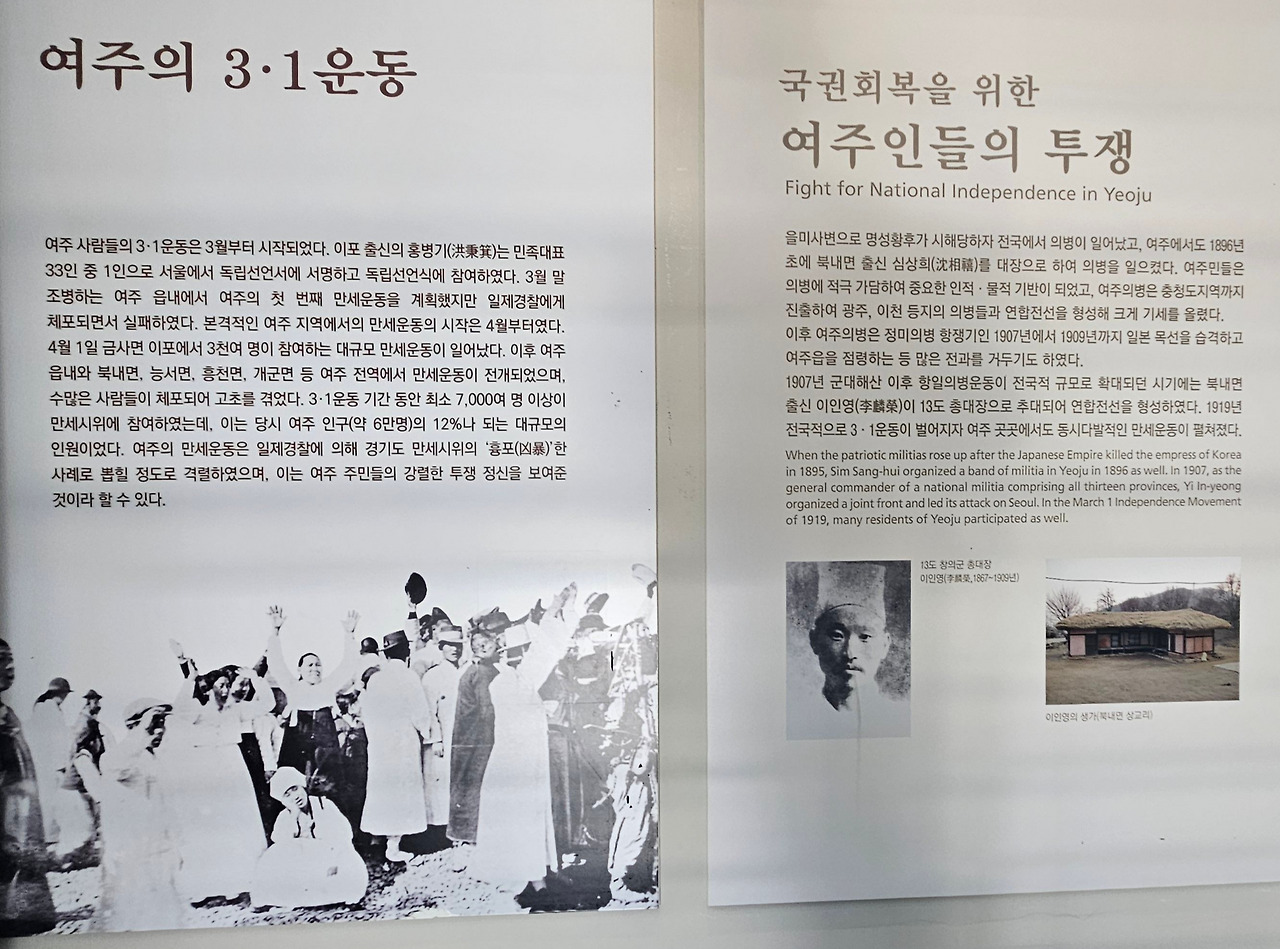 여주의 3·1운동
여주 사람들의 3·1운동은 3월부터 시작되었다. 이포 출신의 홍병기(洪秉箕)는 민족대표
33인 중 1인으로 서울에서 독립선언서에 서명하고 독립선언식에 참여하였다. 3월 말
조병하는 여주 읍내에서 여주의 첫 번째 만세운동을 계획했지만 일제경찰에게
체포되면서 실패하였다. 본격적인 여주 지역에서의 만세운동의 시작은 4월부터였다.
4월 1일 금사면 이포에서 3천여 명이 참여하는 대규모 만세운동이 일어났다. 이후 여주
읍내와 북내면, 능서면, 흥천면, 개군면 등 여주 전역에서 만세운동이 전개되었으며,
수많은 사람들이 체포되어 고초를 겪었다. 3·1운동 기간 동안 최소 7,000여 명 이상이
만세시위에 참여하였는데, 이는 당시 여주 인구(약 6만명)의 12%나 되는 대규모의
인원이었다. 여주의 만세운동은 일제경찰에 의해 경기도 만세시위의 '흉포(凶暴)'한
사례로 뽑힐 정도로 격렬하였으며, 이는 여주 주민들의 강렬한 투쟁 정신을 보여준
것이라 할 수 있다.
국권회복을 위한
여주인들의 투쟁
Fight for National Independence in Yeoju
을미사변으로 명성황후가 시해당하자 전국에서 의병이 일어났고, 여주에서도 1896년
초에 북내면 출신 심상희(沈相禧)를 대장으로 하여 의병을 일으켰다. 여주민들은
의병에 적극 가담하여 중요한 인적·물적 기반이 되었고, 여주의병은 충청도지역까지
진출하여 광주, 이천 등지의 의병들과 연합전선을 형성해 크게 기세를 올렸다.
이후 여주의병은 정미의병 항쟁기인 1907년에서 1909년까지 일본 목선을 습격하고
여주읍을 점령하는 등 많은 전과를 거두기도 하였다.
1907년 군대해산 이후 항일의병운동이 전국적 규모로 확대되던 시기에는 북내면
출신 이인영(李麟榮)이 13도 총대장으로 추대되어 연합전선을 형성하였다. 1919년
전국적으로 3·1운동이 벌어지자 여주 곳곳에서도 동시다발적인 만세운동이 펼쳐졌다.
When the patriotic militias rose up after the Japanese Empire killed the empress of Korea
in 1895, Sim Sang-hui organized a band of militia in Yeoju in 1896 as well. In 1907, as the
general commander of a national militia comprising all thirteen provinces, Yi In-yeong
organized a joint front and led its attack on Seoul. In the March 1 Independence Movement
of 1919, many residents of Yeoju participated as well.
13도 창의군 총대장
이인영(李麟榮,1867~1909년)
이인영의 생가(북내면 상교리)